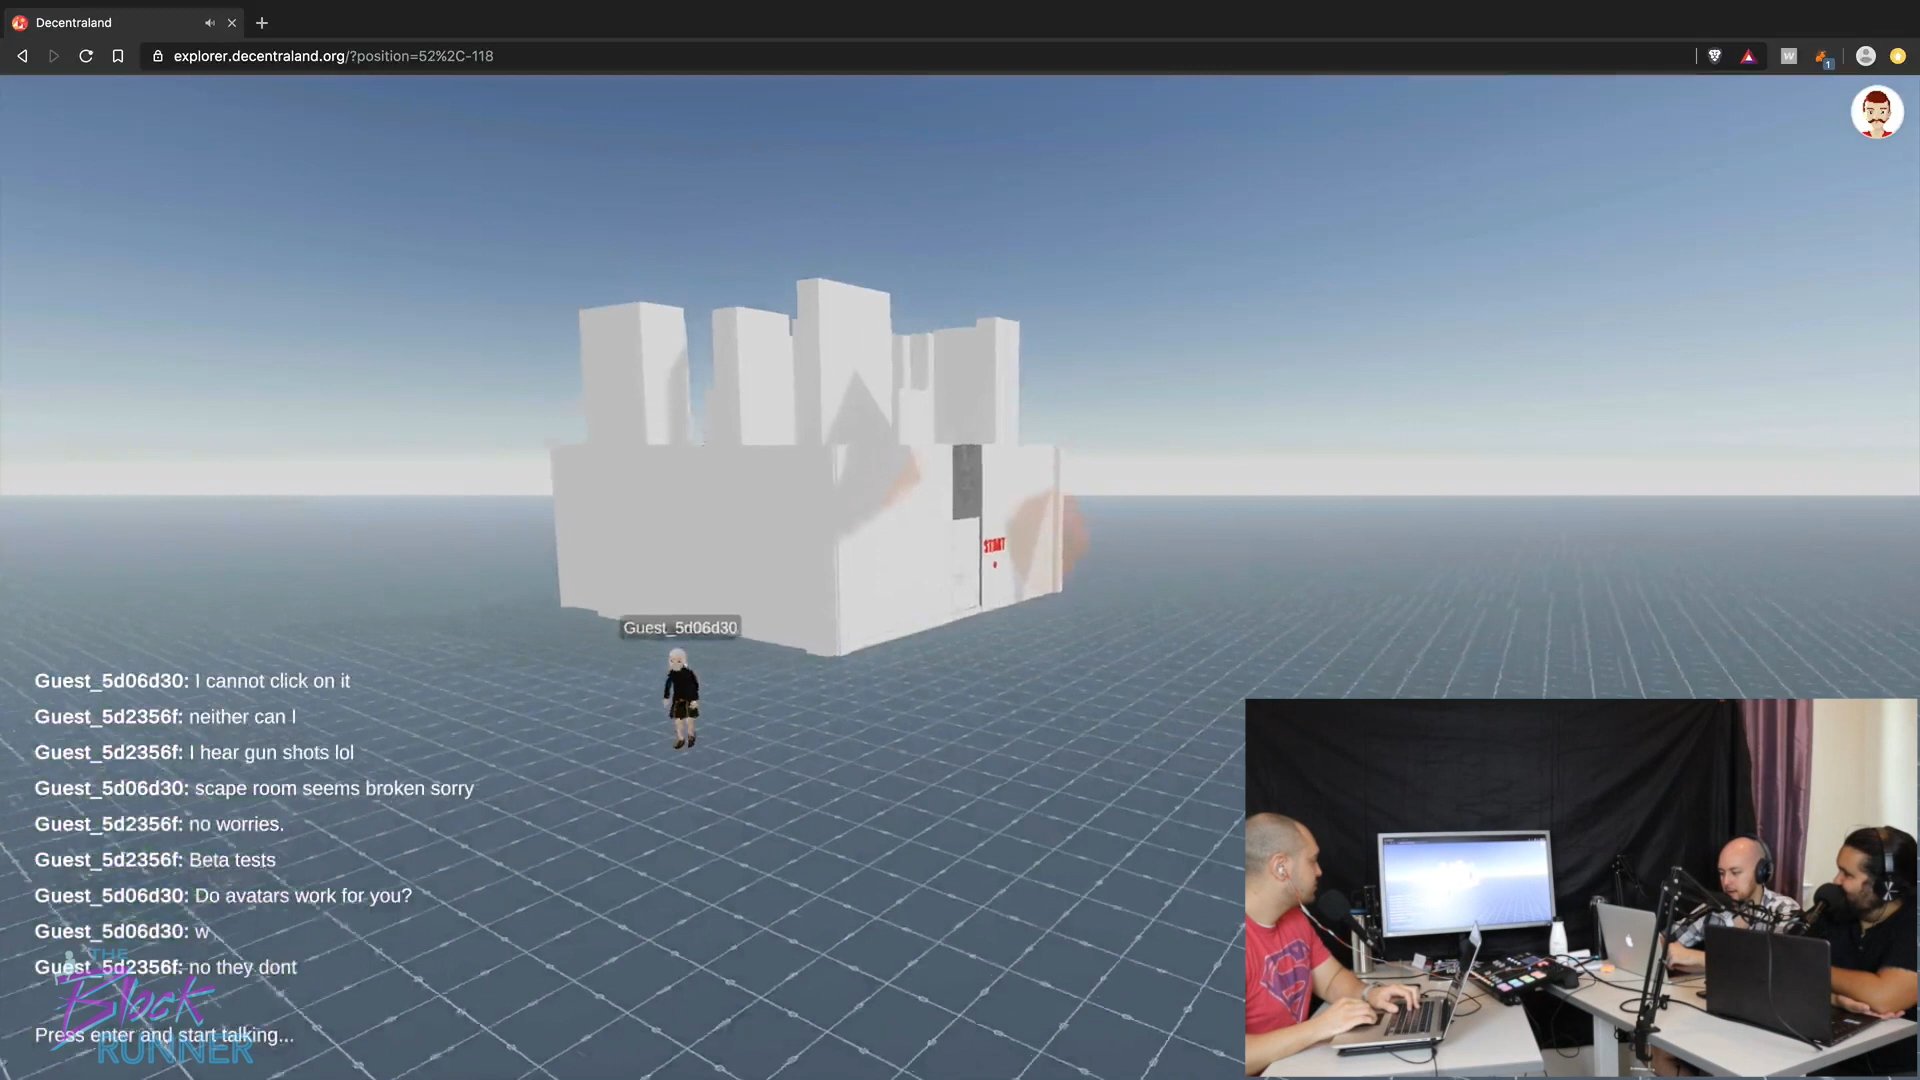 Decentraland
explorer.decentraland.org/?position=52%2C-118
W
1
START
Guest_5d06d30
Guest_5d06d30: I cannot click on it
Guest_5d2356f: neither can I
Guest_5d2356f: I hear gun shots lol
Guest_5d06d30: scape room seems broken sorry
Guest_5d2356f: no worries.
Guest_5d2356f: Beta tests
Guest_5d06d30: Do avatars work for you?
Guest_5d06d30: w
Guest_5d2356f: no they dont
THE
Block
RUNNER
Press enter and start talking...